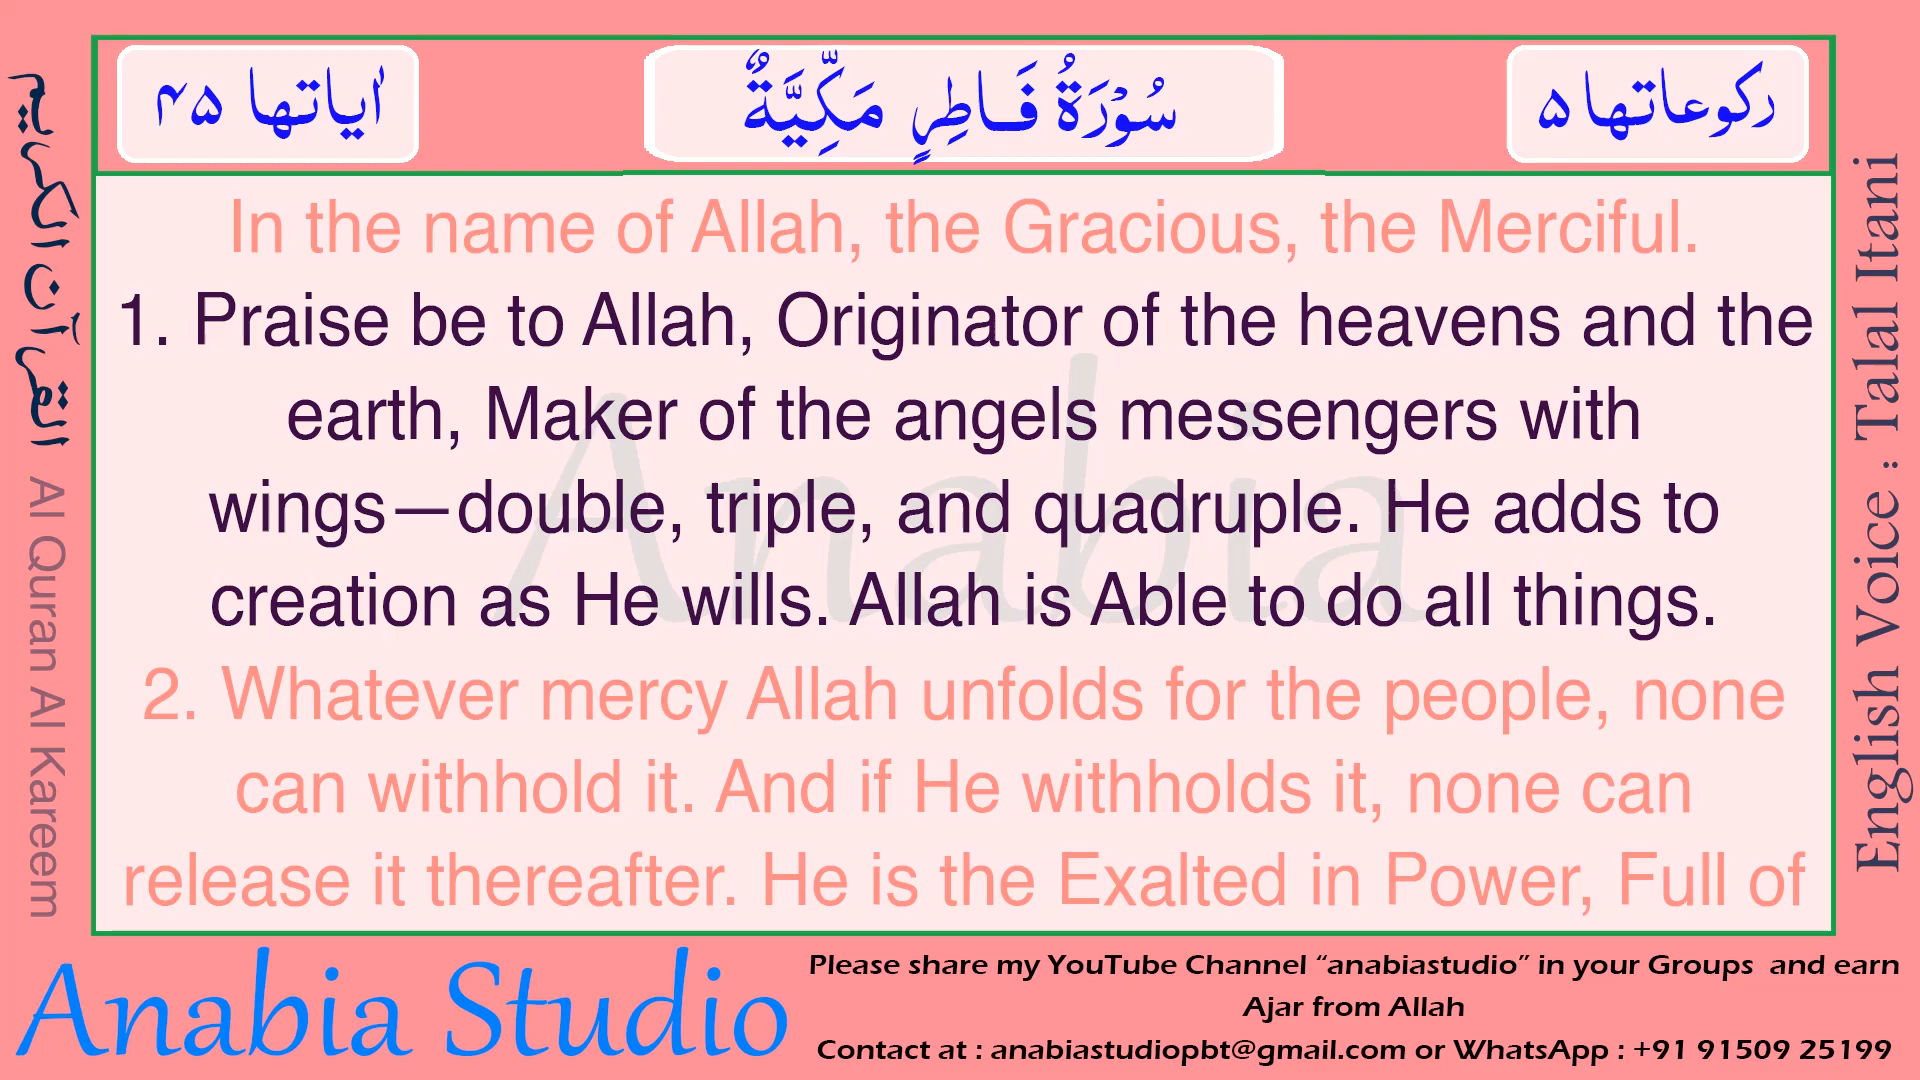 اٰياتها ۴۵
سُوْرَةُ فَاطِرٍ مَكِّيَّةٌ
ركوعاتها ۵
القرآن الكريم
Al Quran Al Kareem
In the name of Allah, the Gracious, the Merciful.
1. Praise be to Allah, Originator of the heavens and the
earth, Maker of the angels messengers with
wings—double, triple, and quadruple. He adds to
creation as He wills. Allah is Able to do all things.
2. Whatever mercy Allah unfolds for the people, none
can withhold it. And if He withholds it, none can
release it thereafter. He is the Exalted in Power, Full of
Anabia
English Voice : Talal Itani
Anabia Studio
Please share my YouTube Channel “anabiastudio” in your Groups and earn
Ajar from Allah
Contact at : anabiastudiopbt@gmail.com or WhatsApp : +91 91509 25199